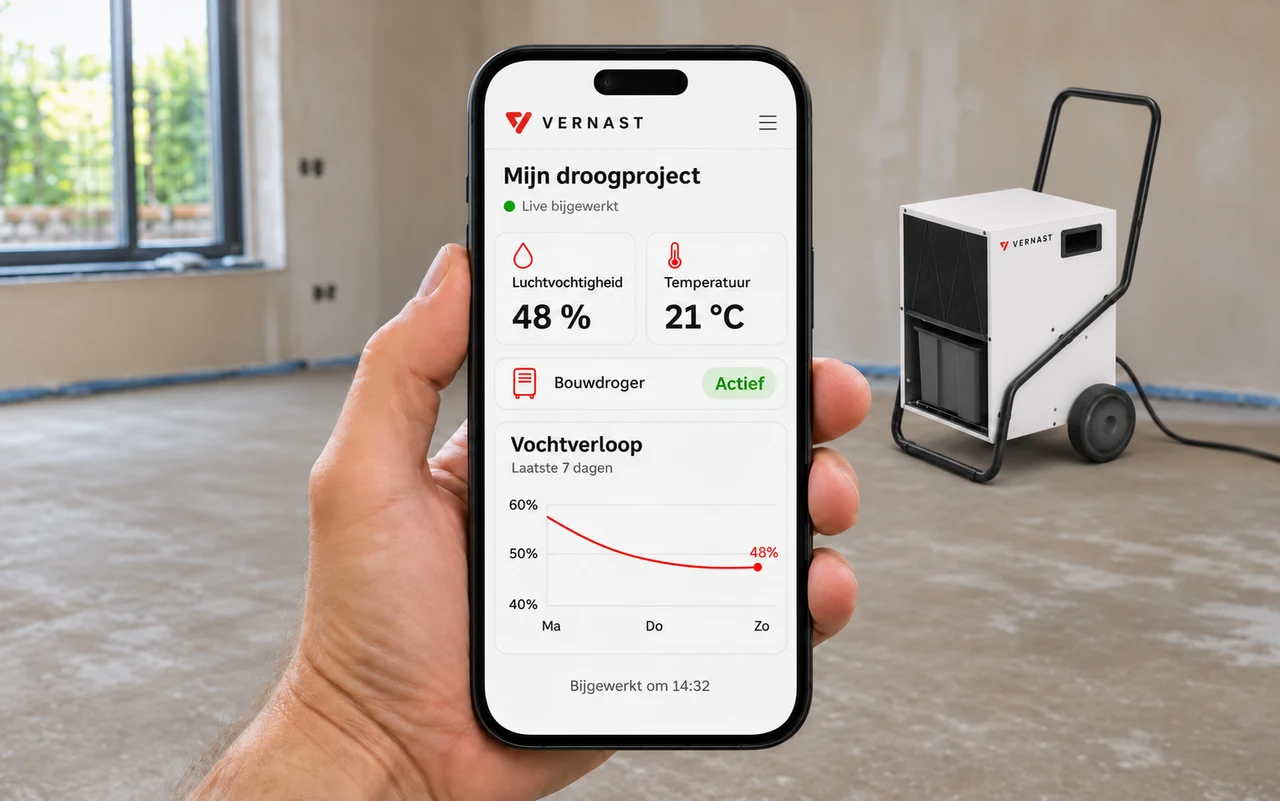 VERNAST
Mijn droogproject
Live bijgewerkt
Luchtvochtigheid
48 %
Temperatuur
21 °C
Bouwdroger
Actief
Vochtverloop
Laatste 7 dagen
60%
50%
48%
40%
Ma
Do
Zo
Bijgewerkt om 14:32
VERNAST